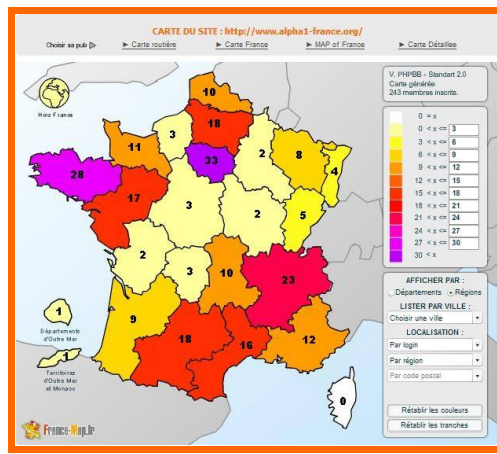 CARTE DU SITE : http://www.alpha1-france.org/
Choisir sa pub
► Carte routière
► Carte France
► MAP of France
► Carte Détaillee
Hors France
V. PHPBB - Standart 2.0
Carte générée
243 membres inscrits.
0 = x
0 < x <= 3
3 < x <= 6
6 < x <= 9
9 < x <= 12
12 < x <= 15
15 < x <= 18
18 < x <= 21
21 < x <= 24
24 < x <= 27
27 < x <= 30
30 < x
10
18
3
11
33
2
8
4
28
17
3
2
5
2
3
10
23
9
18
16
12
0
1
Départements
d'Outre Mer
1
Territoires
d'Outre Mer
et Monaco
AFFICHER PAR :
Départements
Régions
LISTER PAR VILLE :
Choisir une ville
LOCALISATION :
Par login
Par région
Par code postal
Rétablir les couleurs
Rétablir les tranches
France-Map.fr